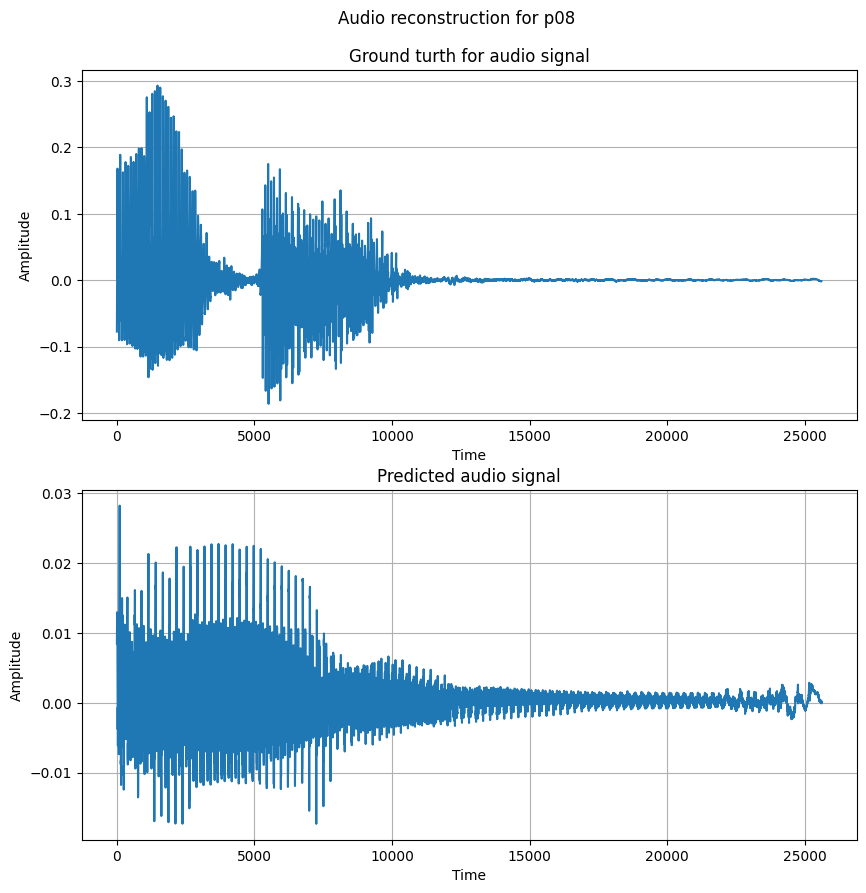 Audio reconstruction for p08
Ground turth for audio signal
0.3
0.2
0.1
0.0
−0.1
−0.2
Amplitude
0 5000 10000 15000 20000 25000
Time
Predicted audio signal
0.03
0.02
0.01
0.00
−0.01
Amplitude
0 5000 10000 15000 20000 25000
Time